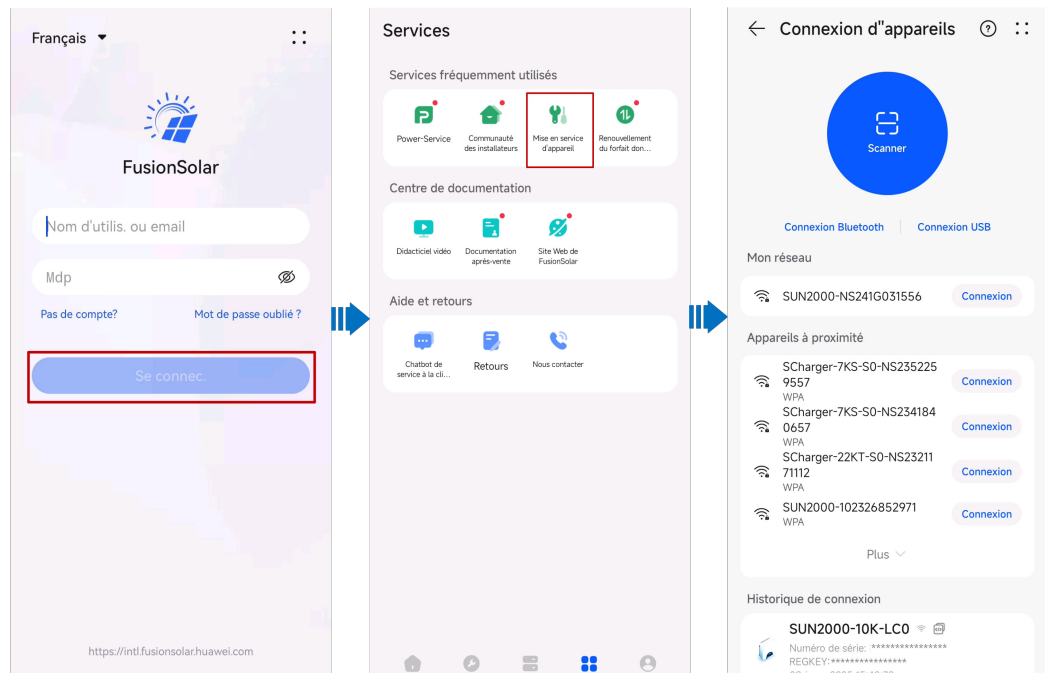 Français
FusionSolar
Nom d'utilis. ou email
Mdp
Pas de compte?
Mot de passe oublié ?
Se connec.
https://intl.fusionsolar.huawei.com
Services
Services fréquemment utilisés
Power-Service
Communauté
des installateurs
Mise en service
d'appareil
Renouvellement
du forfait don...
Centre de documentation
Didacticiel vidéo
Documentation
après-vente
Site Web de
FusionSolar
Aide et retours
Chatbot de
service à la cli...
Retours
Nous contacter
Connexion d"appareils
Scanner
Connexion Bluetooth
Connexion USB
Mon réseau
SUN2000-NS241G031556
Connexion
Appareils à proximité
SCharger-7KS-S0-NS235225
9557
WPA
Connexion
SCharger-7KS-S0-NS234184
0657
WPA
Connexion
SCharger-22KT-S0-NS23211
71112
WPA
Connexion
SUN2000-102326852971
WPA
Connexion
Plus
Historique de connexion
SUN2000-10K-LC0
Numéro de série: ****************
REGKEY:****************